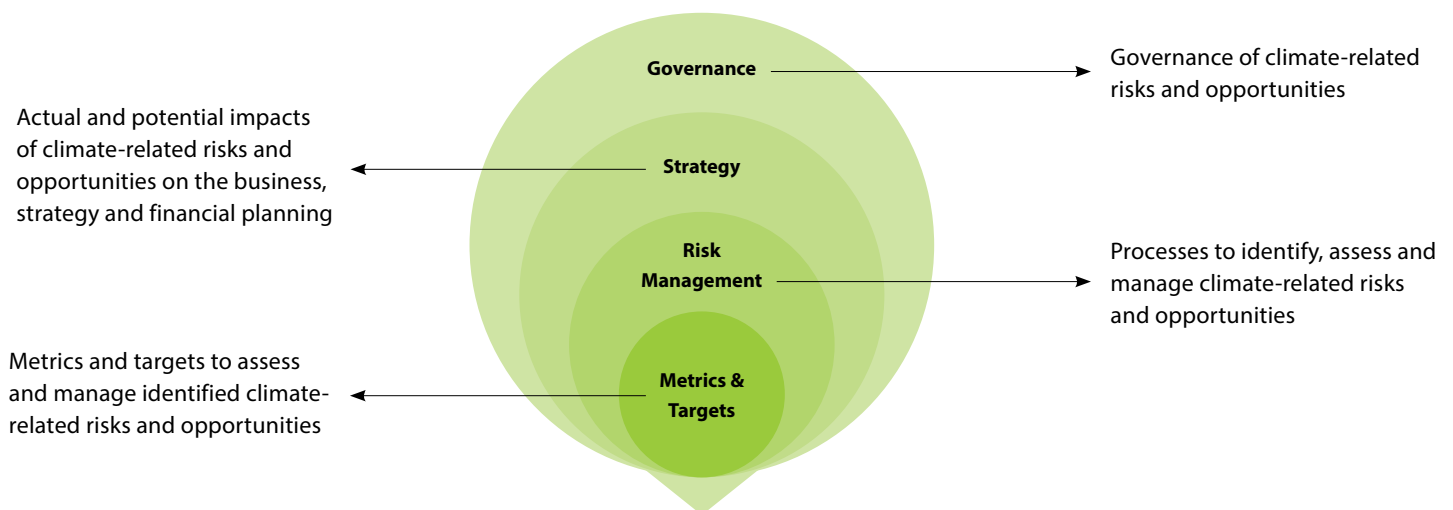 Governance
Governance of climate-related
risks and opportunities
Actual and potential impacts
of climate-related risks and
opportunities on the business,
strategy and financial planning
Strategy
Risk
Management
Processes to identify, assess and
manage climate-related risks
and opportunities
Metrics and targets to assess
and manage identified climate-
related risks and opportunities
Metrics &
Targets